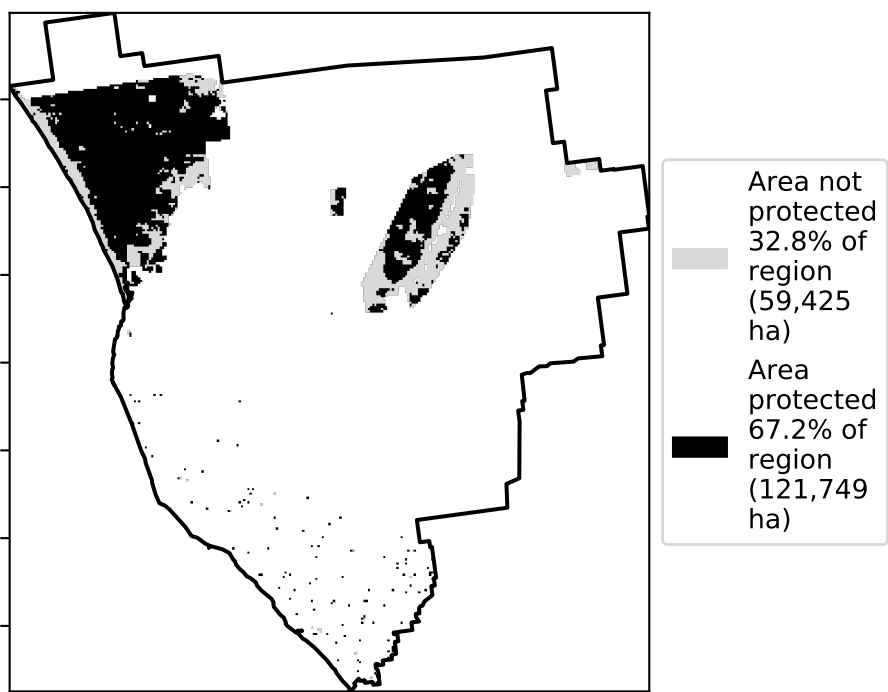 Area not
protected
32.8% of
region
(59,425
ha)
Area
protected
67.2% of
region
(121,749
ha)